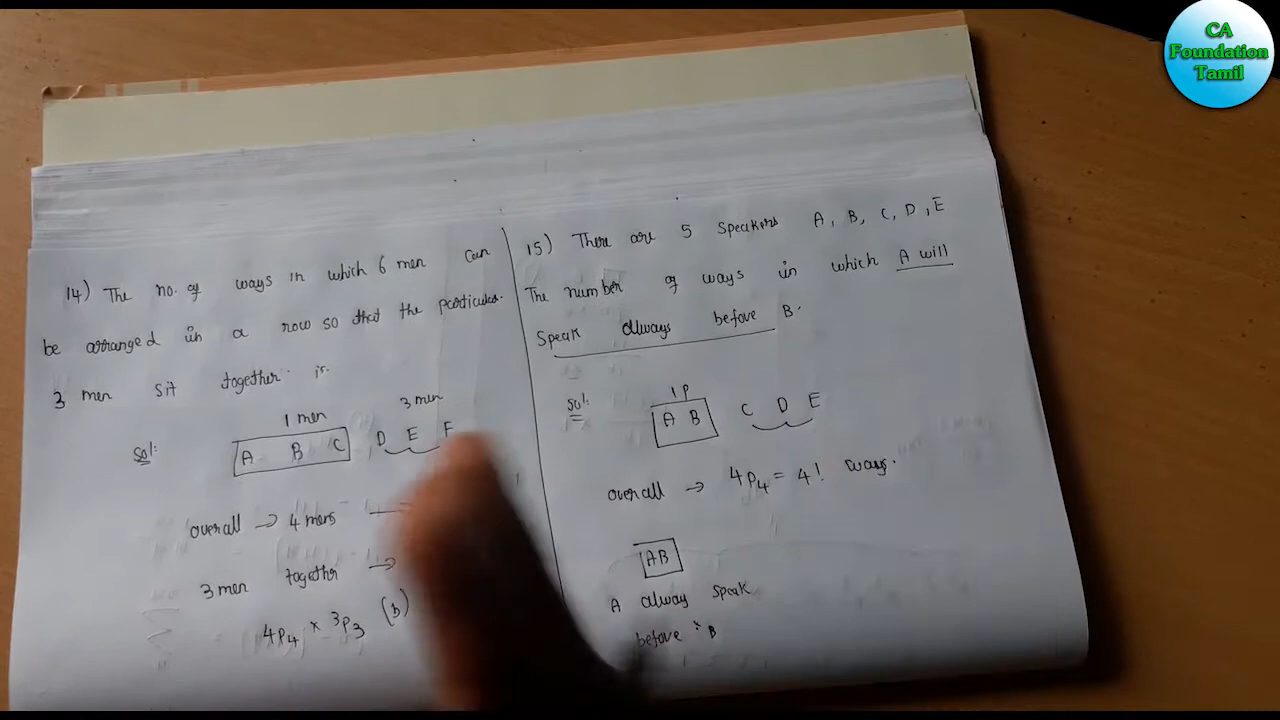 CA
Foundation
Tamil
14) The no. of ways in which 6 men can
be arranged in a row so that the particular
3 men sit together is
1 men 3 men
Sol: A B C D E F
overall → 4 mens →
3 men together →
4P4 × 3P3 (3)
15) There are 5 Speakers A, B, C, D, E
The number of ways in which A will
Speak always before B.
1P
Sol: A B C D E
overall → 4P4 = 4! ways.
AB
A always speak
before B